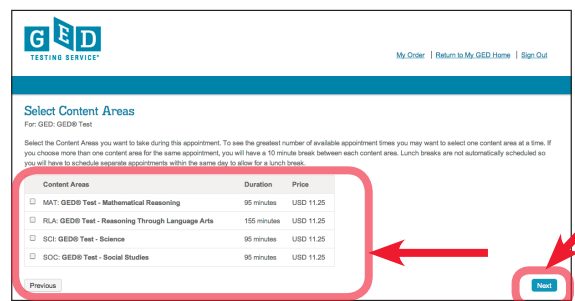 GED
TESTING SERVICE®
My Order | Return to My GED Home | Sign Out
Select Content Areas
For: GED: GED® Test
Select the Content Areas you want to take during this appointment. To see the greatest number of available appointment times you may want to select one content area at a time. If
you choose more than one content area for the same appointment, you will have a 10 minute break between each content area. Lunch breaks are not automatically scheduled so
you will have to schedule separate appointments within the same day to allow for a lunch break.
Content Areas Duration Price
MAT: GED® Test - Mathematical Reasoning 95 minutes USD 11.25
RLA: GED® Test - Reasoning Through Language Arts 155 minutes USD 11.25
SCI: GED® Test - Science 95 minutes USD 11.25
SOC: GED® Test - Social Studies 95 minutes USD 11.25
Previous Next